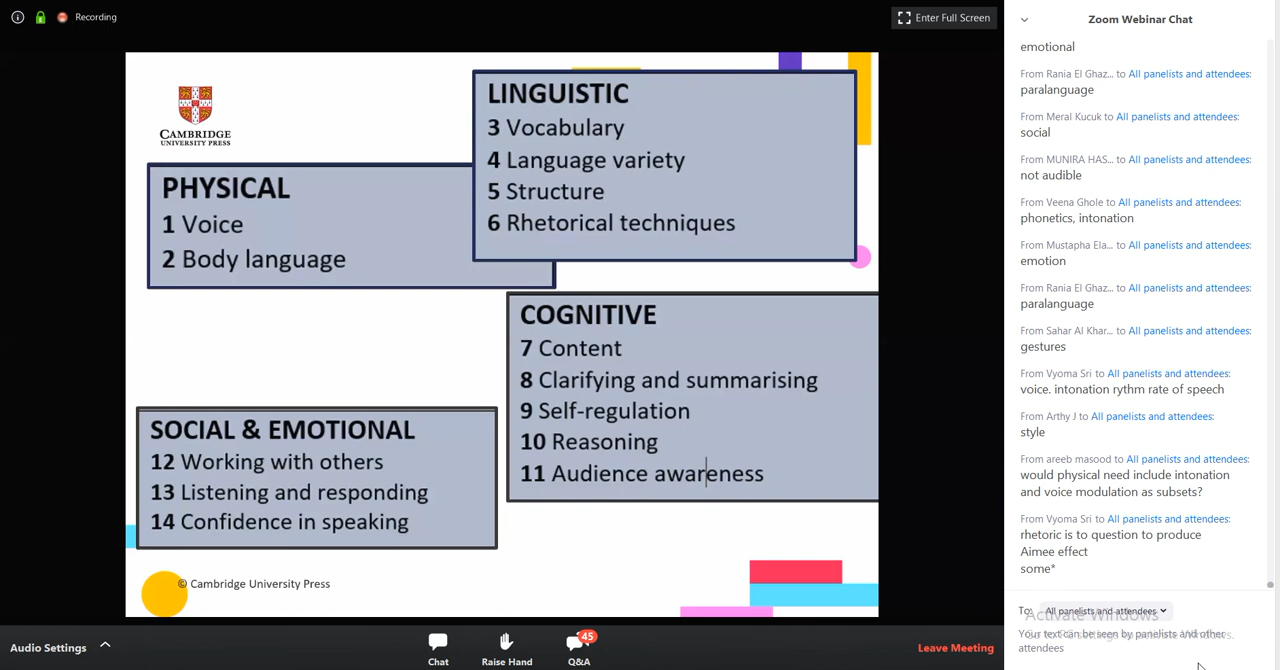 Recording
Enter Full Screen
CAMBRIDGE
UNIVERSITY PRESS
PHYSICAL
1 Voice
2 Body language
LINGUISTIC
3 Vocabulary
4 Language variety
5 Structure
6 Rhetorical techniques
COGNITIVE
7 Content
8 Clarifying and summarising
9 Self-regulation
10 Reasoning
11 Audience awareness
SOCIAL & EMOTIONAL
12 Working with others
13 Listening and responding
14 Confidence in speaking
© Cambridge University Press
Audio Settings
Chat
Raise Hand
45
Q&A
Leave Meeting
Zoom Webinar Chat
emotional
From Rania El Ghaz... to All panelists and attendees:
paralanguage
From Meral Kucuk to All panelists and attendees:
social
From MUNIRA HAS... to All panelists and attendees:
not audible
From Veena Ghole to All panelists and attendees:
phonetics, intonation
From Mustapha Ela... to All panelists and attendees:
emotion
From Rania El Ghaz... to All panelists and attendees:
paralanguage
From Sahar Al Khar... to All panelists and attendees:
gestures
From Vyoma Sri to All panelists and attendees:
voice. intonation rythm rate of speech
From Arthy J to All panelists and attendees:
style
From areeb masood to All panelists and attendees:
would physical need include intonation
and voice modulation as subsets?
From Vyoma Sri to All panelists and attendees:
rhetoric is to question to produce
Aimee effect
some*
To: All panelists and attendees
Activate Windows
Your text can be seen by panelists and other
attendees